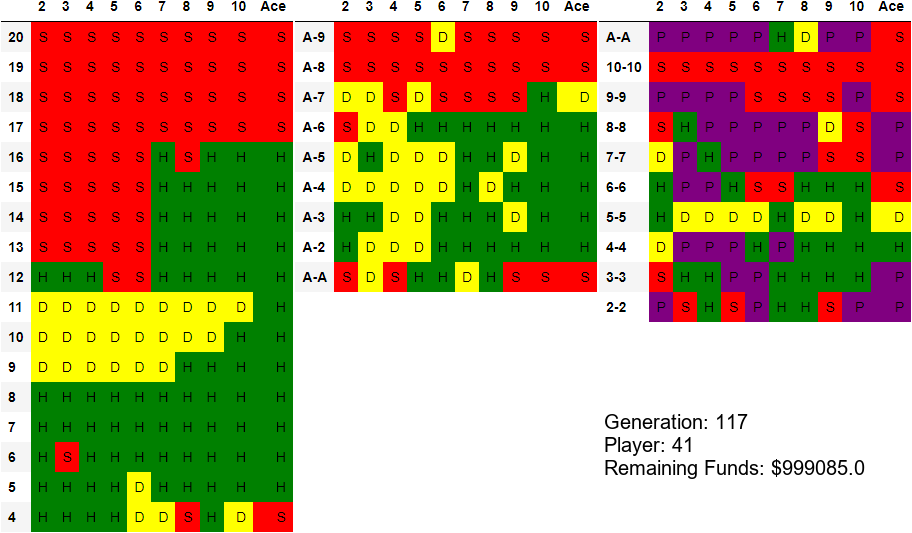 2 3 4 5 6 7 8 9 10 Ace
20 S S S S S S S S S S
19 S S S S S S S S S S
18 S S S S S S S S S S
17 S S S S S S S S S S
16 S S S S S H S H H H
15 S S S S S H H H H H
14 S S S S S H H H H H
13 S S S S S H H H H H
12 H H H S S H H H H H
11 D D D D D D D D D H
10 D D D D D D D D H H
9 D D D D D D H H H H
8 H H H H H H H H H H
7 H H H H H H H H H H
6 H S H H H H H H H H
5 H H H H D H H H H H
4 H H H H D D S H D S
2 3 4 5 6 7 8 9 10 Ace
A-9 S S S S D S S S S S
A-8 S S S S S S S S S S
A-7 D D S D S S S S H D
A-6 S D D H H H H H H H
A-5 D H D D D H H D H H
A-4 D D D D D H D H H H
A-3 H H D D H H H D H H
A-2 H D D D H H H H H H
A-A S D S H H D H S S S
2 3 4 5 6 7 8 9 10 Ace
A-A P P P P P H D P P S
10-10 S S S S S S S S S S
9-9 P P P P S S S S P S
8-8 S H P P P P P D S P
7-7 D P H P P P P S S P
6-6 H P P H S S H H H S
5-5 H D D D D H D D H D
4-4 D P P P H P H H H H
3-3 S H H P P H H H H P
2-2 P S H S P H H S P P
Generation: 117
Player: 41
Remaining Funds: $999085.0